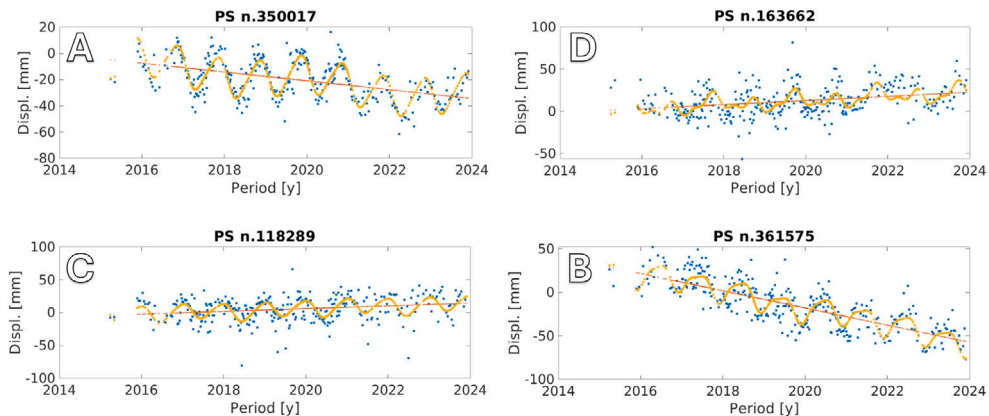 PS n.350017
A
Displ. [mm]
20
0
-20
-40
-60
-80
2014 2016 2018 2020 2022 2024
Period [y]
PS n.163662
D
Displ. [mm]
100
50
0
-50
2014 2016 2018 2020 2022 2024
Period [y]
PS n.118289
C
Displ. [mm]
100
50
0
-50
-100
2014 2016 2018 2020 2022 2024
Period [y]
PS n.361575
B
Displ. [mm]
50
0
-50
-100
2014 2016 2018 2020 2022 2024
Period [y]